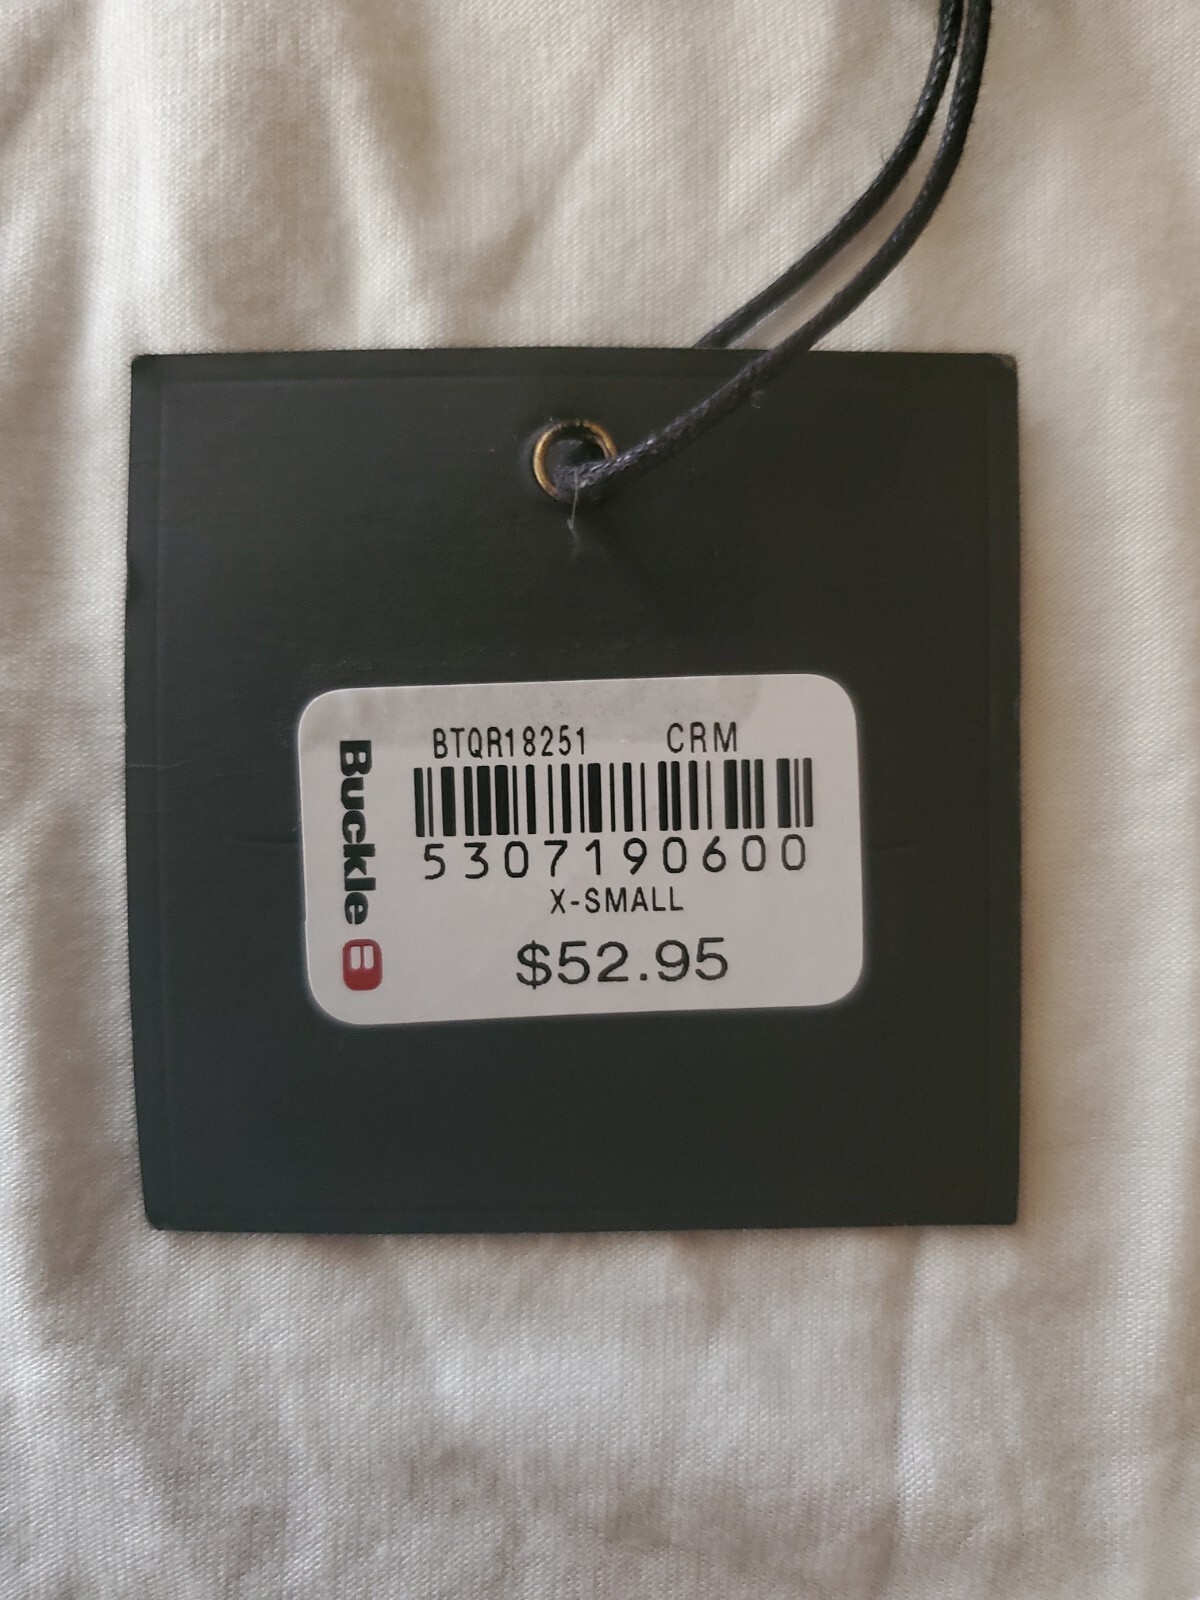 Buckle
BTQR18251 CRM
5307190600
X-SMALL
$52.95